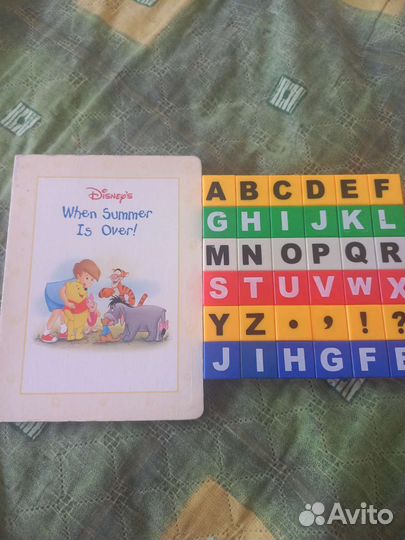 Disney's
When Summer
Is Over!
A B C D E F
G H I J K L
M N O P Q R
S T U V W X
Y Z • , ! ?
J I H G F E
Avito